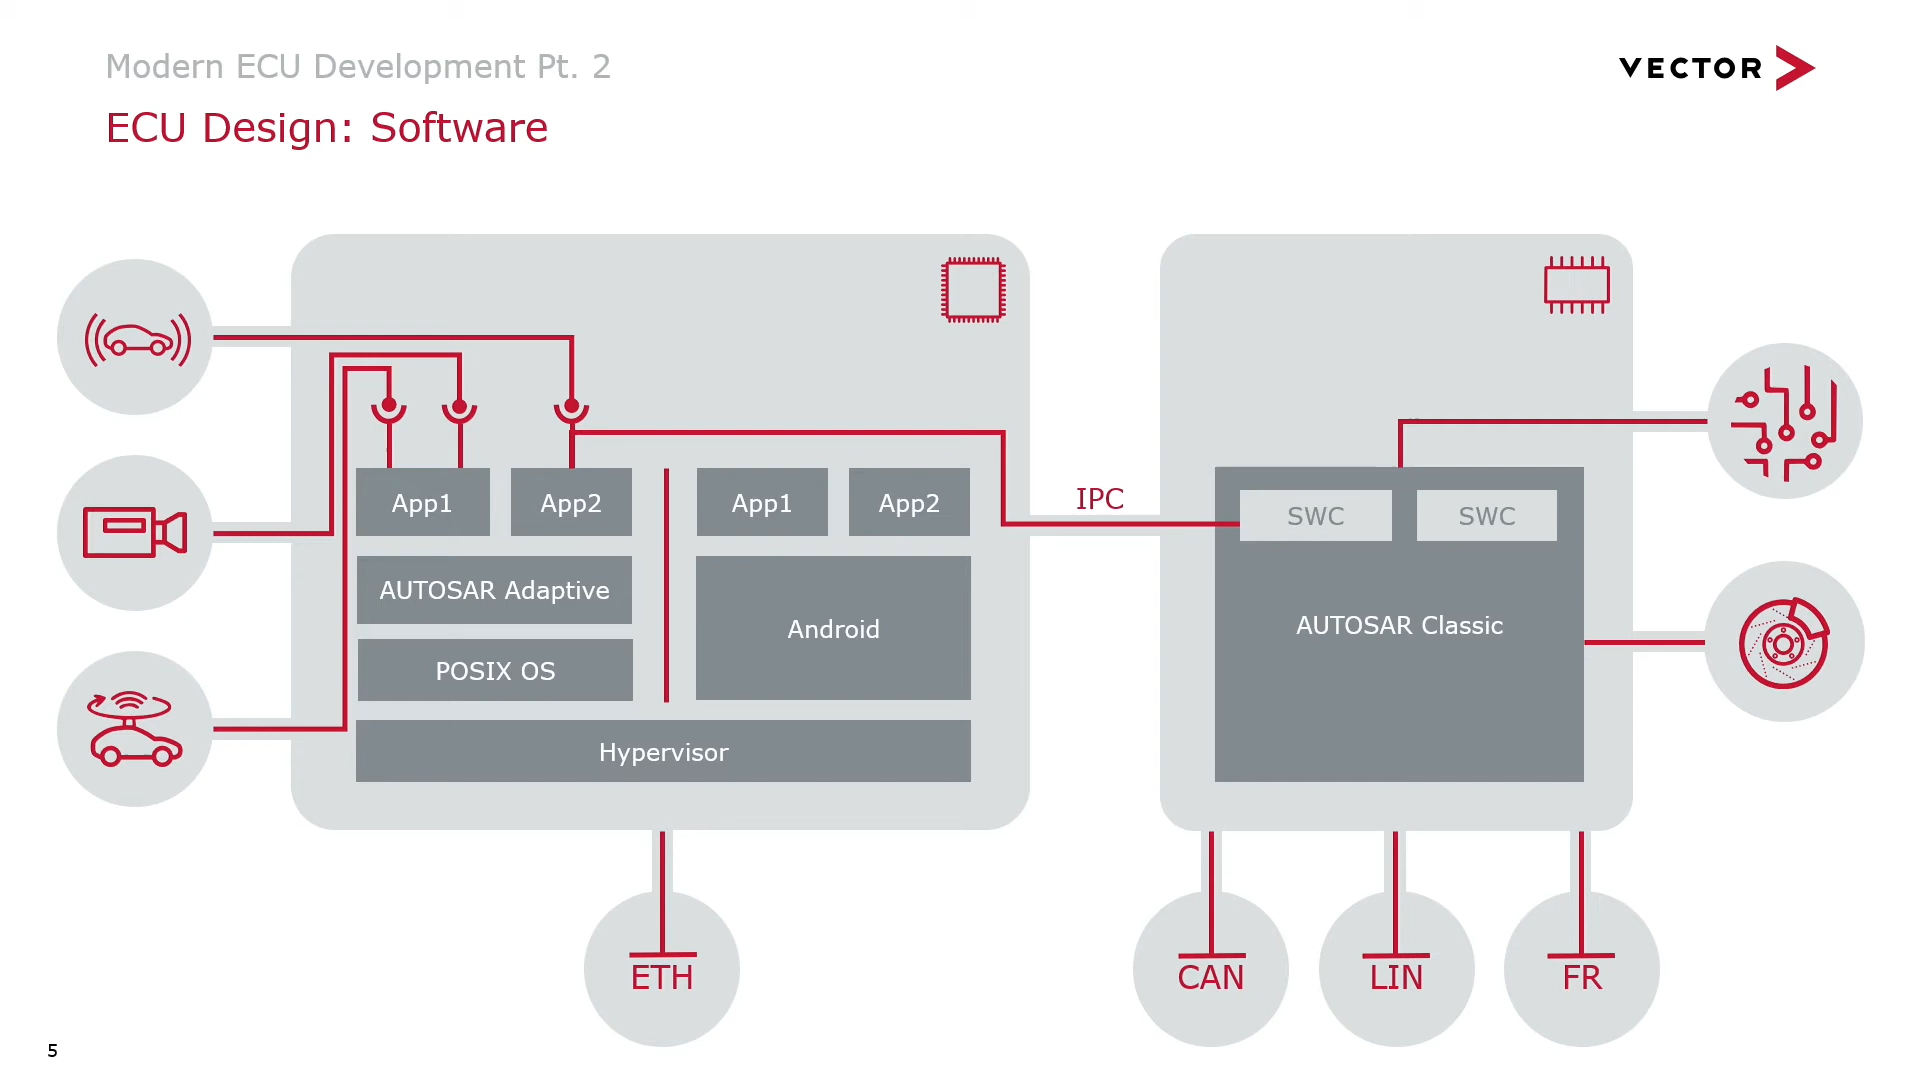 Modern ECU Development Pt. 2
VECTOR
ECU Design: Software
App1
App2
App1
App2
IPC
SWC
SWC
AUTOSAR Adaptive
Android
AUTOSAR Classic
POSIX OS
Hypervisor
ETH
CAN
LIN
FR
5